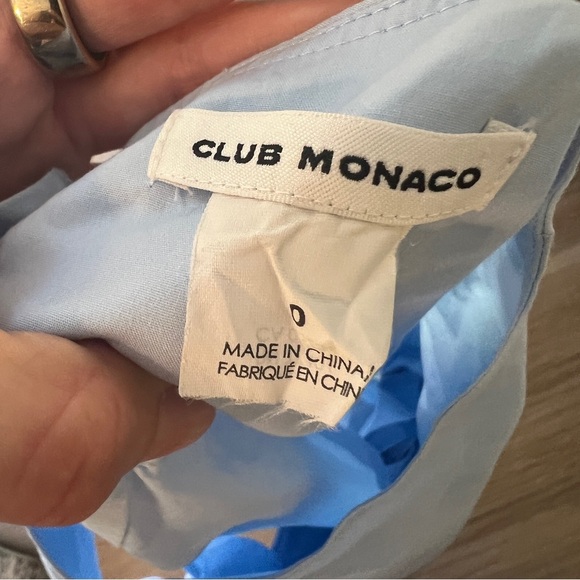 CLUB MONACO
0
MADE IN CHINA/
FABRIQUÉ EN CHIN